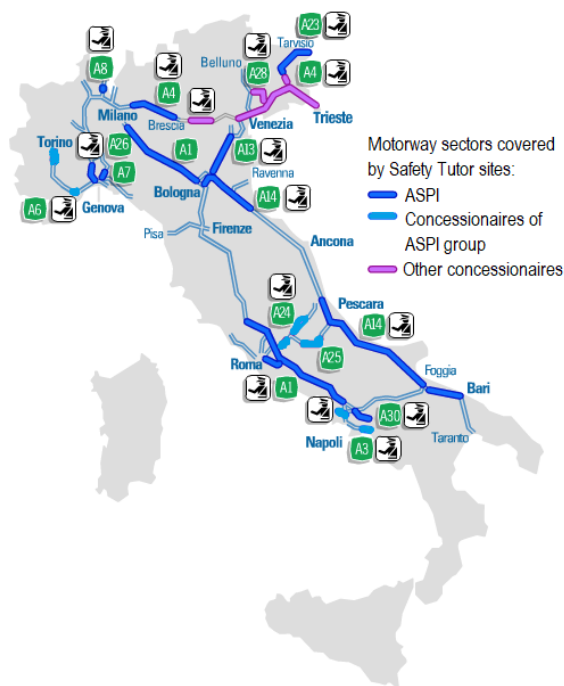 A23
Tarvisio
A8
Belluno
A28
A4
A4
Milano
Brescia
Venezia
Trieste
Torino
A26
A1
A13
A7
Ravenna
Bologna
A14
A6
Genova
Firenze
Pisa
Ancona
Motorway sectors covered
by Safety Tutor sites:
ASPI
Concessionaires of
ASPI group
Other concessionaires
Pescara
A24
A14
A25
Roma
Foggia
A1
Bari
A30
Napoli
Taranto
A3